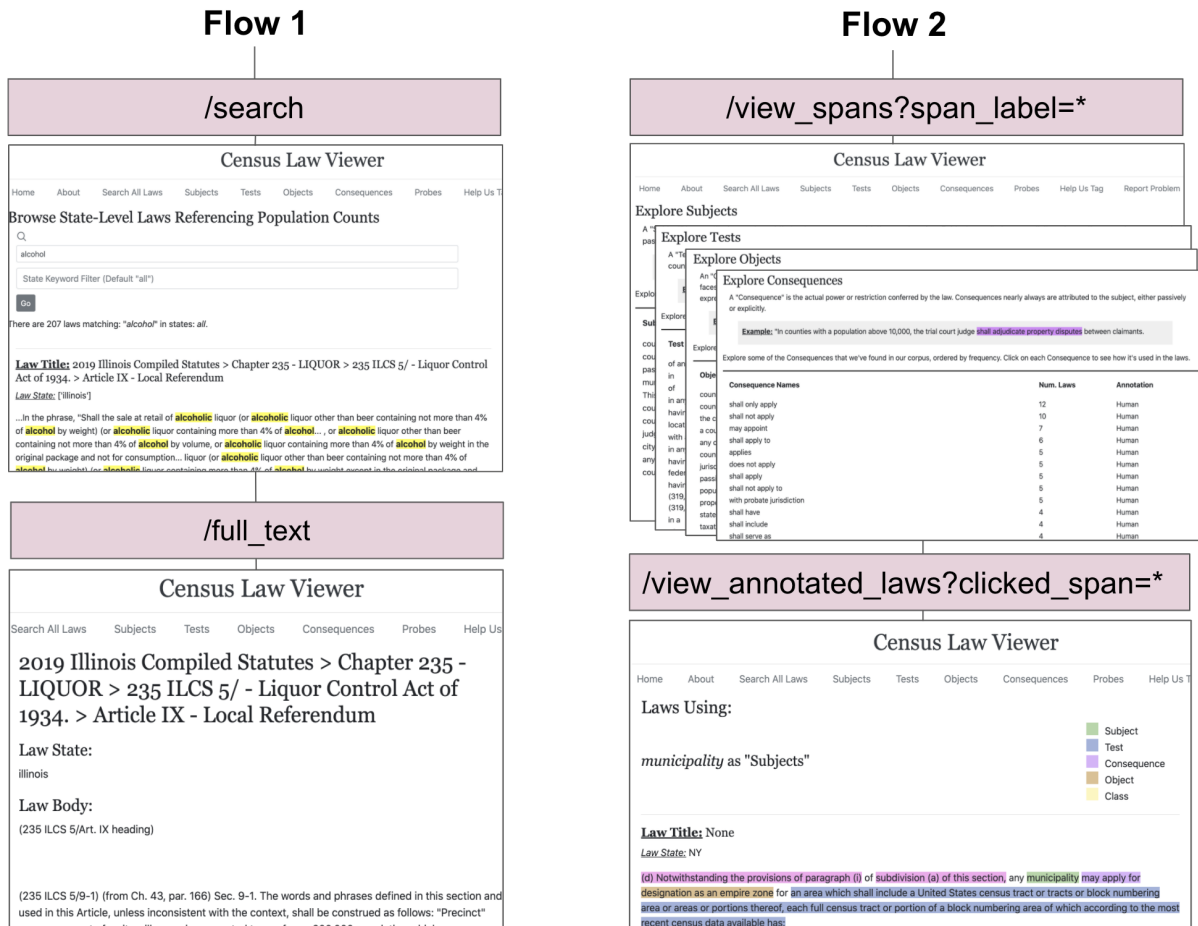 Flow 1
/search
Census Law Viewer
Home About Search All Laws Subjects Tests Objects Consequences Probes Help Us
Browse State-Level Laws Referencing Population Counts
alcohol
State Keyword Filter (Default "all")
Go
There are 207 laws matching: "alcohol" in states: all.
Law Title: 2019 Illinois Compiled Statutes > Chapter 235 - LIQUOR > 235 ILCS 5/ - Liquor Control
Act of 1934. > Article IX - Local Referendum
Law State: ['illinois']
...In the phrase, "Shall the sale at retail of alcoholic liquor (or alcoholic liquor other than beer containing not more than 4%
of alcohol by weight) (or alcoholic liquor containing more than 4% of alcohol... , or alcoholic liquor other than beer
containing not more than 4% of alcohol by volume, or alcoholic liquor containing more than 4% of alcohol by weight in the
original package and not for consumption... liquor (or alcoholic liquor other than beer containing not more than 4% of
alcohol by weight) (or alcoholic liquor containing more than 4% of alcohol by weight except in the original package and
/full_text
Census Law Viewer
Search All Laws Subjects Tests Objects Consequences Probes Help Us
2019 Illinois Compiled Statutes > Chapter 235 -
LIQUOR > 235 ILCS 5/ - Liquor Control Act of
1934. > Article IX - Local Referendum
Law State:
illinois
Law Body:
(235 ILCS 5/Art. IX heading)
(235 ILCS 5/9-1) (from Ch. 43, par. 166) Sec. 9-1. The words and phrases defined in this section and
used in this Article, unless inconsistent with the context, shall be construed as follows: "Precinct"
Flow 2
/view_spans?span_label=*
Census Law Viewer
Home About Search All Laws Subjects Tests Objects Consequences Probes Help Us Tag Report Problem
Explore Subjects
Explore Tests
Explore Objects
Explore Consequences
A "Consequence" is the actual power or restriction conferred by the law. Consequences nearly always are attributed to the subject, either passively
or explicitly.
Example: "In counties with a population above 10,000, the trial court judge shall adjudicate property disputes between claimants.
Explore some of the Consequences that we've found in our corpus, ordered by frequency. Click on each Consequence to see how it's used in the laws.
Consequence Names Num. Laws Annotation
shall only apply 12 Human
shall not apply 10 Human
may appoint 7 Human
shall apply to 6 Human
applies 5 Human
does not apply 5 Human
shall apply 5 Human
shall not apply to 5 Human
with probate jurisdiction 5 Human
shall have 4 Human
shall include 4 Human
shall serve as 4 Human
/view_annotated_laws?clicked_span=*
Census Law Viewer
Home About Search All Laws Subjects Tests Objects Consequences Probes Help Us
Laws Using:
municipality as "Subjects"
Subject
Test
Consequence
Object
Class
Law Title: None
Law State: NY
(d) Notwithstanding the provisions of paragraph (i) of subdivision (a) of this section, any municipality may apply for
designation as an empire zone for an area which shall include a United States census tract or tracts or block numbering
area or areas or portions thereof, each full census tract or portion of a block numbering area of which according to the most
recent census data available has: